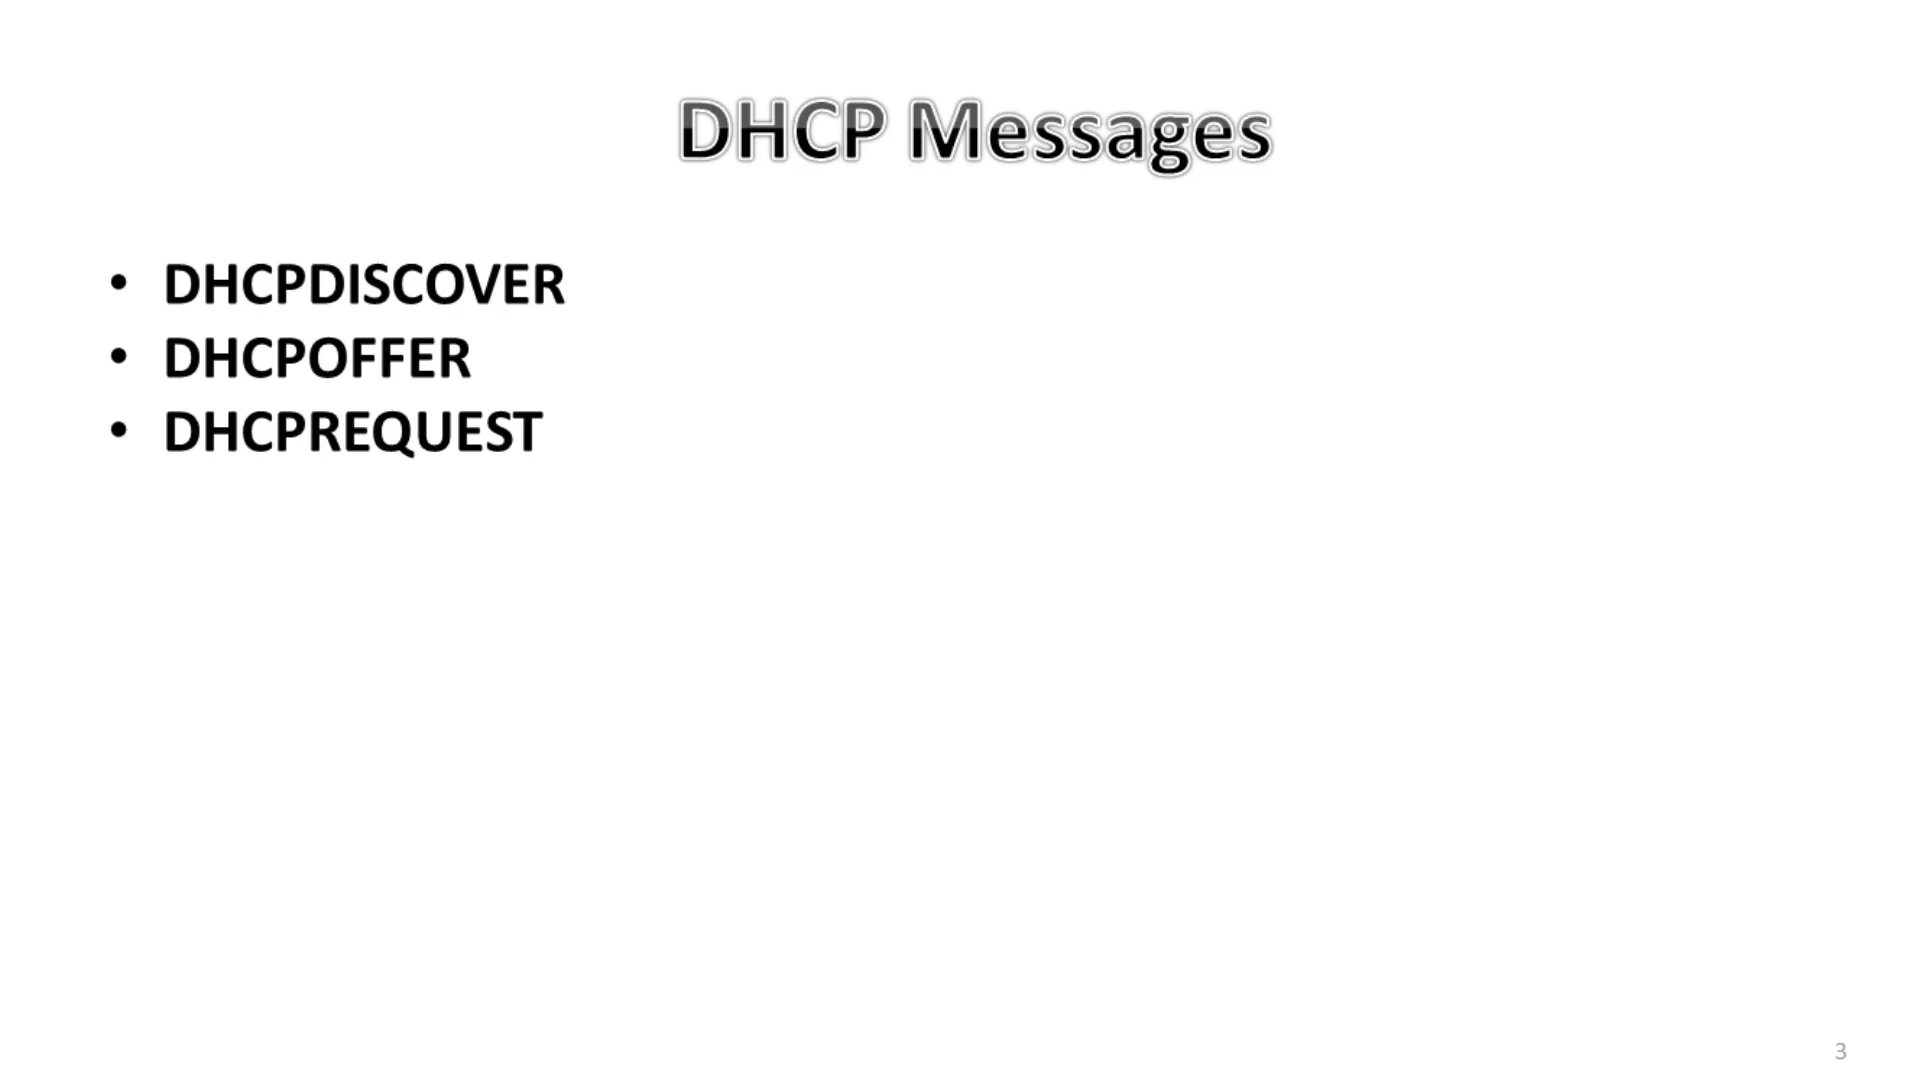 DHCP Messages
• DHCPDISCOVER
• DHCPOFFER
• DHCPREQUEST
3